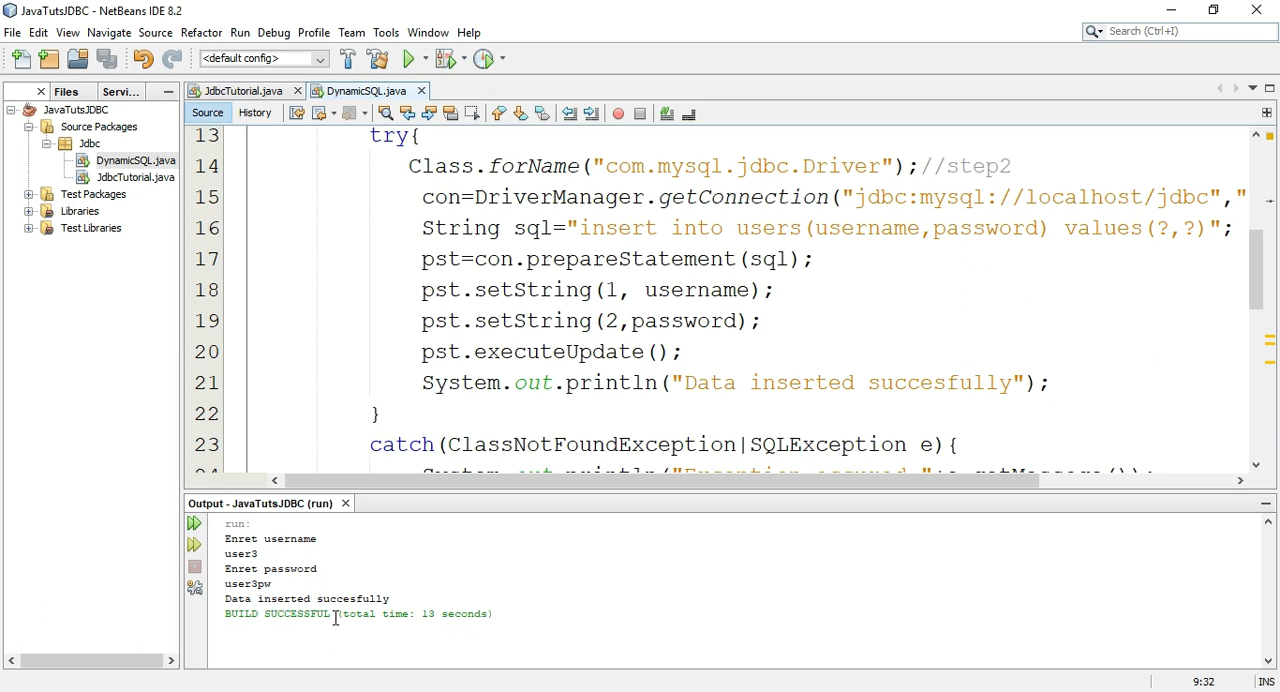 JavaTutsJDBC - NetBeans IDE 8.2
File Edit View Navigate Source Refactor Run Debug Profile Team Tools Window Help
Search (Ctrl+I)
<default config>
Files Servi...
JdbcTutorial.java DynamicSQL.java
JavaTutsJDBC
Source Packages
Jdbc
DynamicSQL.java
JdbcTutorial.java
Test Packages
Libraries
Test Libraries
Source History
13 try{
14 Class.forName("com.mysql.jdbc.Driver");//step2
15 con=DriverManager.getConnection("jdbc:mysql://localhost/jdbc","
16 String sql="insert into users(username,password) values(?,?)";
17 pst=con.prepareStatement(sql);
18 pst.setString(1, username);
19 pst.setString(2,password);
20 pst.executeUpdate();
21 System.out.println("Data inserted succesfully");
22 }
23 catch(ClassNotFoundException|SQLException e){
Output - JavaTutsJDBC (run)
run:
Enret username
user3
Enret password
user3pw
Data inserted succesfully
BUILD SUCCESSFUL (total time: 13 seconds)
9:32 INS